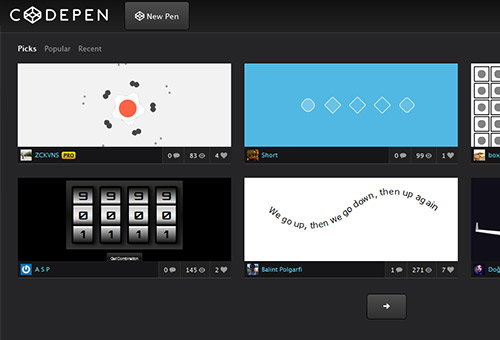 CODEPEN
New Pen
Picks Popular Recent
ZCKVNS PRO 0 83 4
Short 0 99 1
box
9 9 9 9
0 0 0 0
1 1 1 1
Get Combination
We go up, then we go down, then up again
A S P 0 145 2
Balint Polgarfi 1 271 7
Doğ